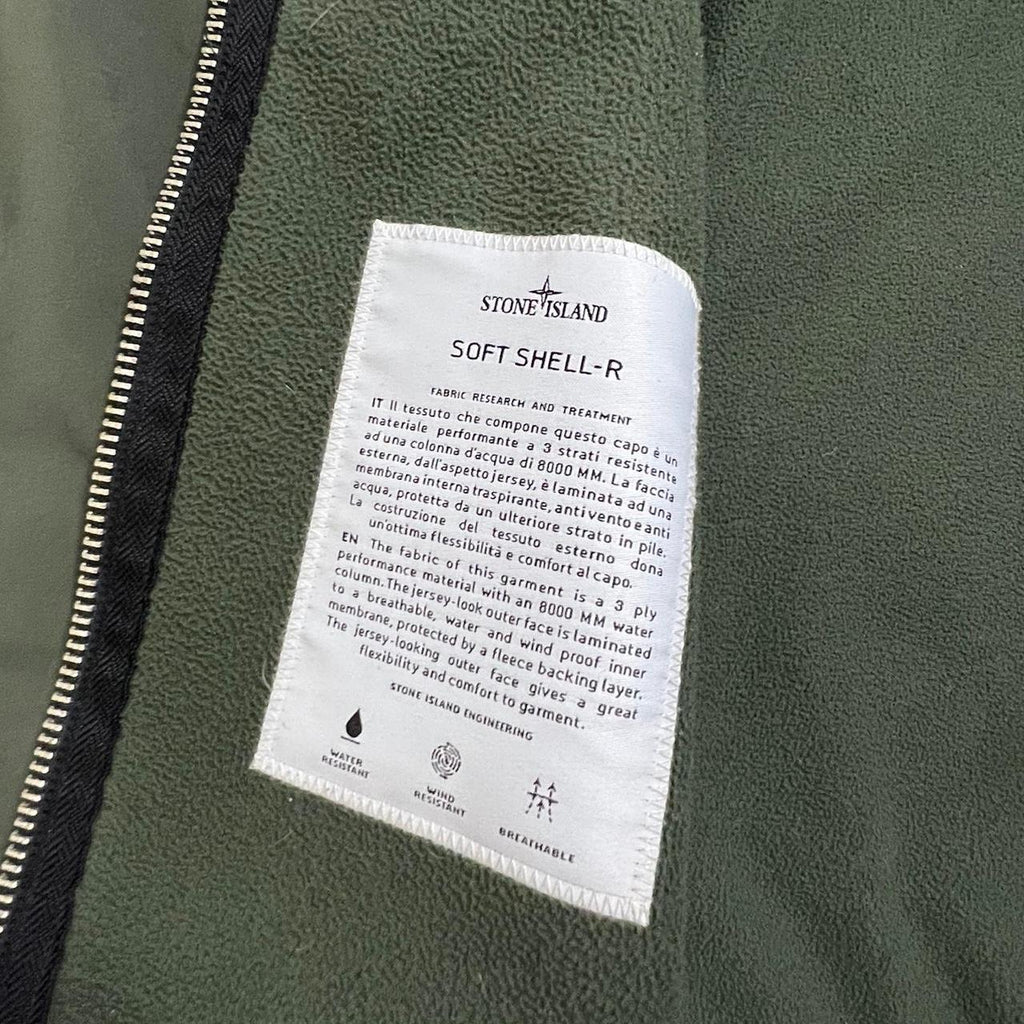 STONE ISLAND
SOFT SHELL-R
FABRIC RESEARCH AND TREATMENT
IT Il tessuto che compone questo capo è un
materiale performante a 3 strati resistente
ad una colonna d'acqua di 8000 MM. La faccia
esterna, dall'aspetto jersey, è laminata ad una
membrana interna traspirante, antivento e anti
acqua, protetta da un ulteriore strato in pile.
La costruzione del tessuto esterno dona
un'ottima flessibilità e comfort al capo.
EN The fabric of this garment is a 3 ply
performance material with an 8000 MM water
column. The jersey-look outer face is laminated
to a breathable, water and wind proof inner
membrane, protected by a fleece backing layer.
The jersey-looking outer face gives a great
flexibility and comfort to garment.
STONE ISLAND ENGINEERING
WATER
RESISTANT
WIND
RESISTANT
BREATHABLE